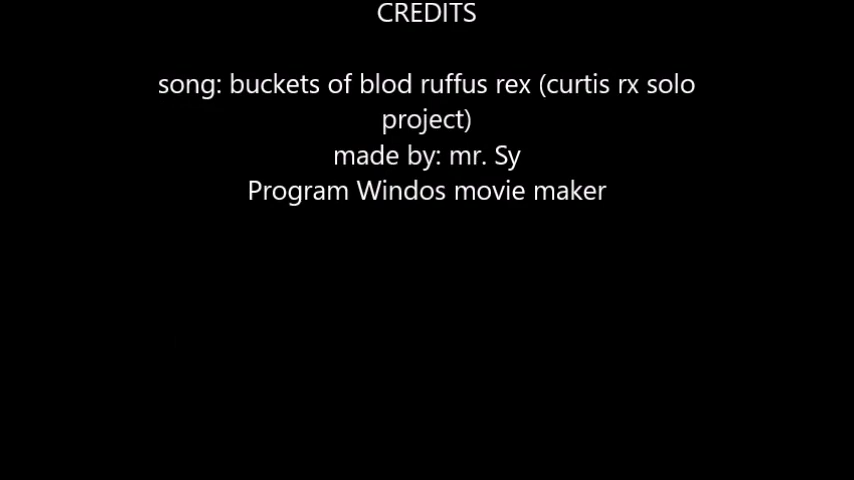 CREDITS
song: buckets of blod ruffus rex (curtis rx solo
project)
made by: mr. Sy
Program Windos movie maker